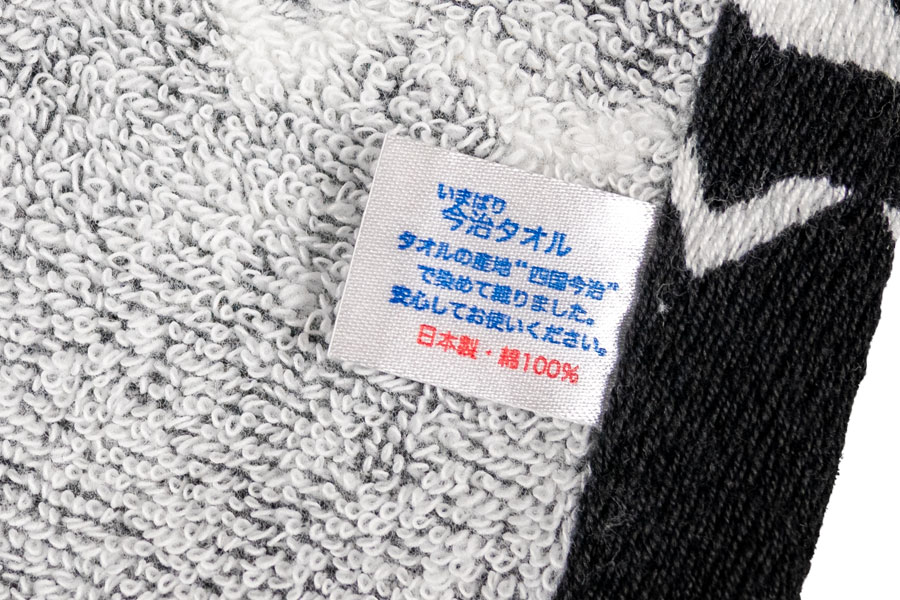 いまばり
今治タオル
タオルの産地“四国今治”
で染めて織りました。
安心してお使いください。
日本製・綿100%